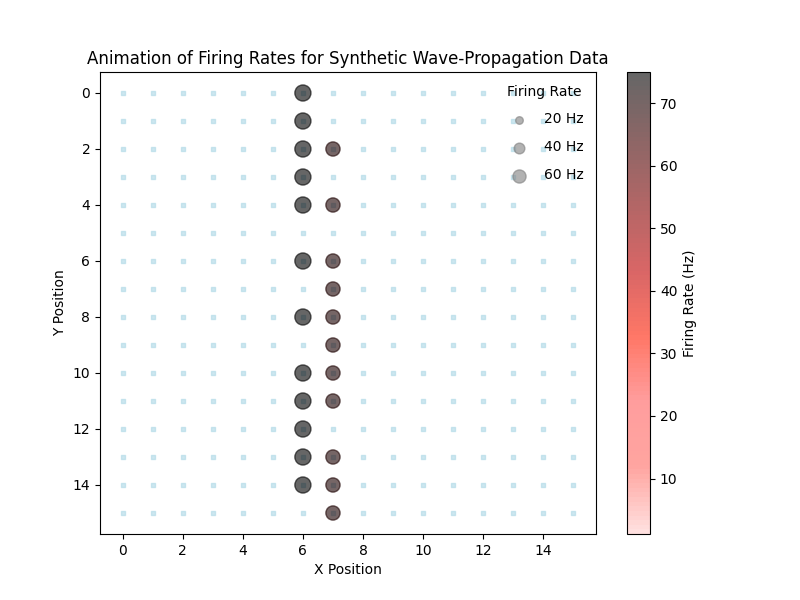 Animation of Firing Rates for Synthetic Wave-Propagation Data
Firing Rate
20 Hz
40 Hz
60 Hz
0
2
4
6
8
10
12
14
Y Position
0 2 4 6 8 10 12 14
X Position
70
60
50
40
30
20
10
Firing Rate (Hz)